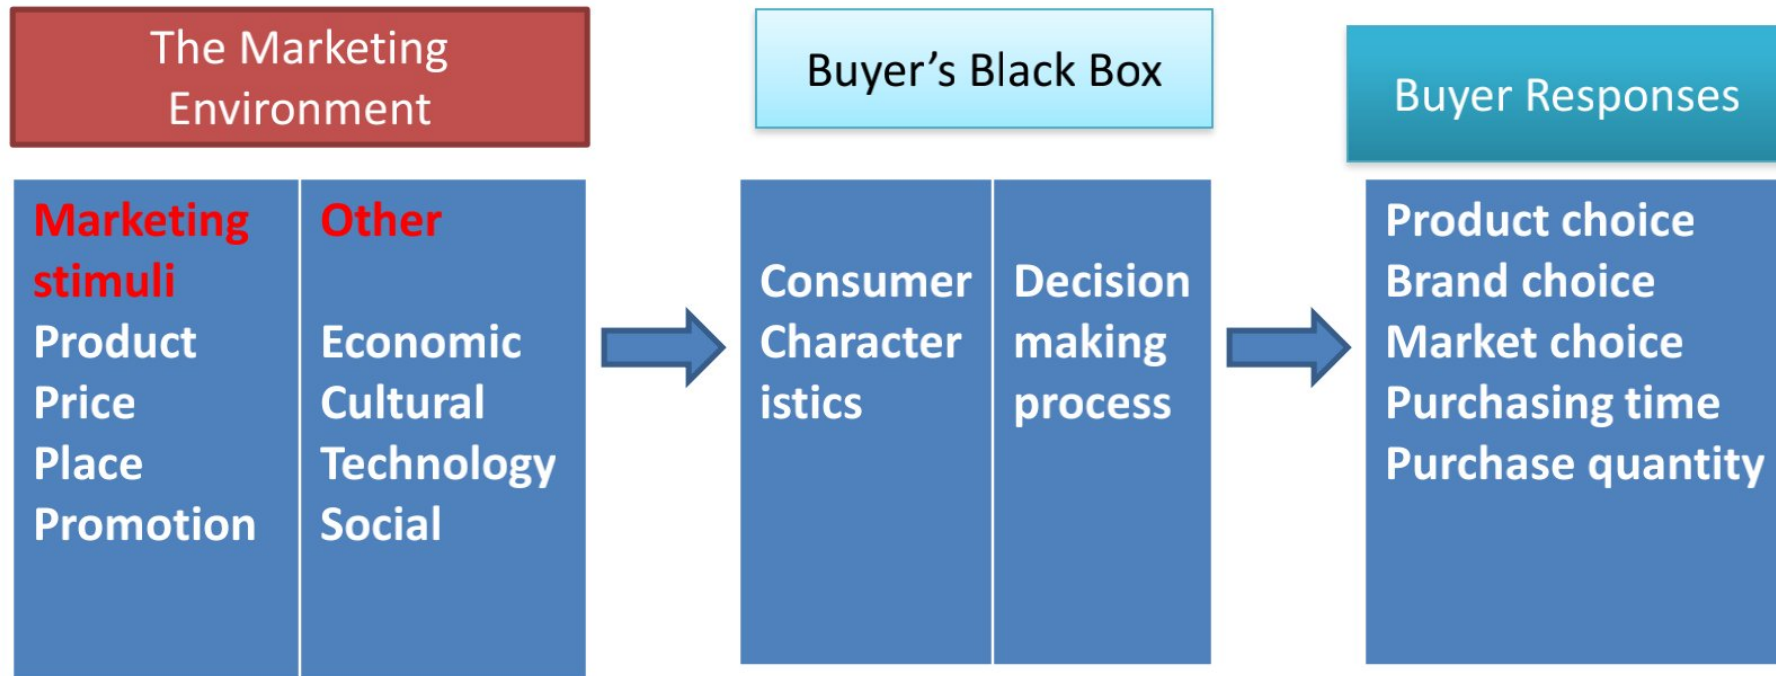 The Marketing
Environment
Buyer’s Black Box
Buyer Responses
Marketing
stimuli
Product
Price
Place
Promotion
Other
Economic
Cultural
Technology
Social
Consumer
Character
istics
Decision
making
process
Product choice
Brand choice
Market choice
Purchasing time
Purchase quantity